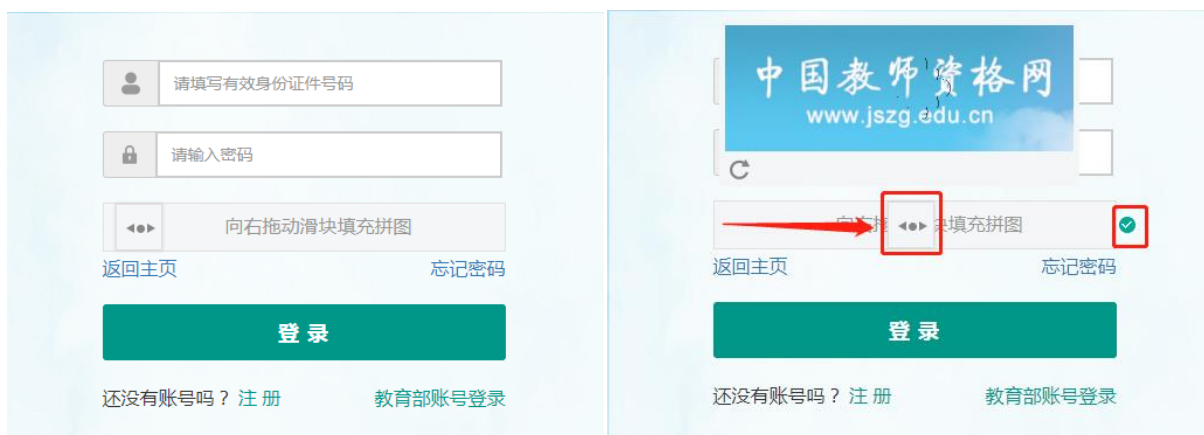 请填写有效身份证件号码
请输入密码
向右拖动滑块填充拼图
返回主页 忘记密码
登录
还没有账号吗？注册 教育部账号登录
中国教师资格网
www.jszg.edu.cn
向右拖 块填充拼图
返回主页 忘记密码
登录
还没有账号吗？注册 教育部账号登录